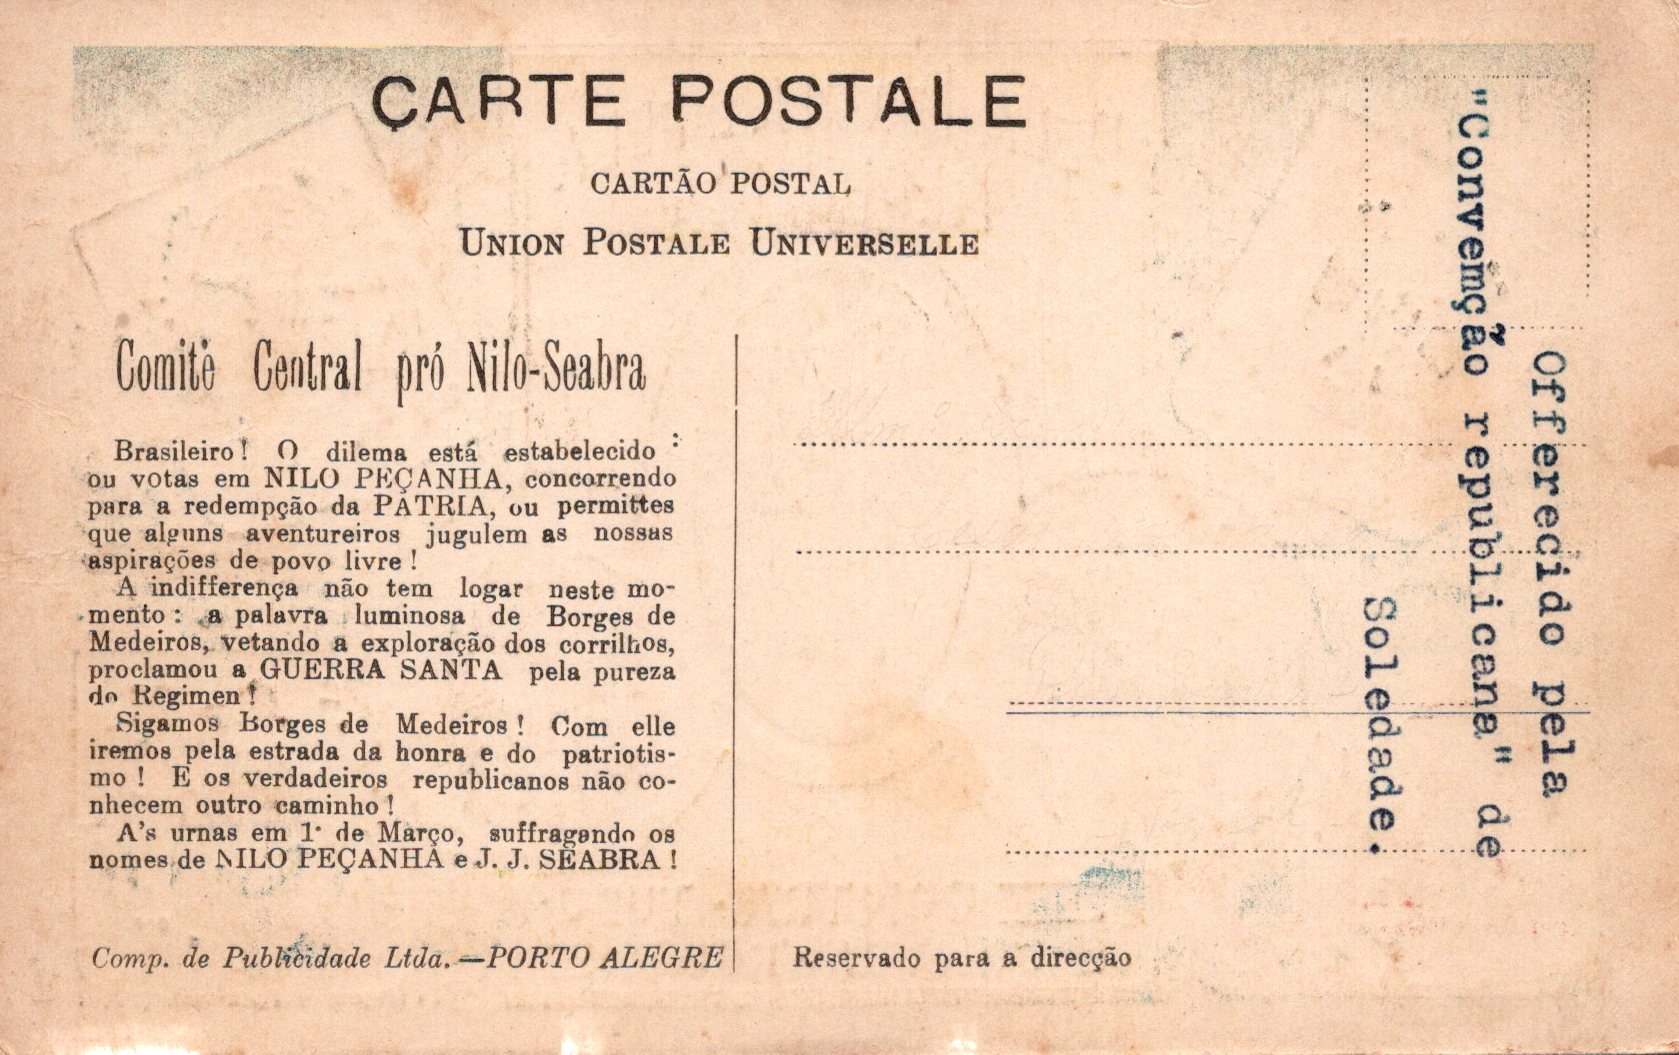 CARTE POSTALE
CARTÃO POSTAL
UNION POSTALE UNIVERSELLE
Comitê Central pró Nilo-Seabra
Brasileiro! O dilema está estabelecido :
ou votas em NILO PEÇANHA, concorrendo
para a redempção da PATRIA, ou permittes
que alguns aventureiros jugulem as nossas
aspirações de povo livre !
A indifferença não tem logar neste mo-
mento : a palavra luminosa de Borges de
Medeiros, vetando a exploração dos corrilhos,
proclamou a GUERRA SANTA pela pureza
do Regimen !
Sigamos Borges de Medeiros ! Com elle
iremos pela estrada da honra e do patriotis-
mo ! E os verdadeiros republicanos não co-
nhecem outro caminho !
A's urnas em 1· de Março, suffragando os
nomes de NILO PEÇANHA e J. J. SEABRA !
Comp. de Publicidade Ltda.—PORTO ALEGRE
Reservado para a direcção
Offerecido pela
"Convemção republicana" de
Soledade.